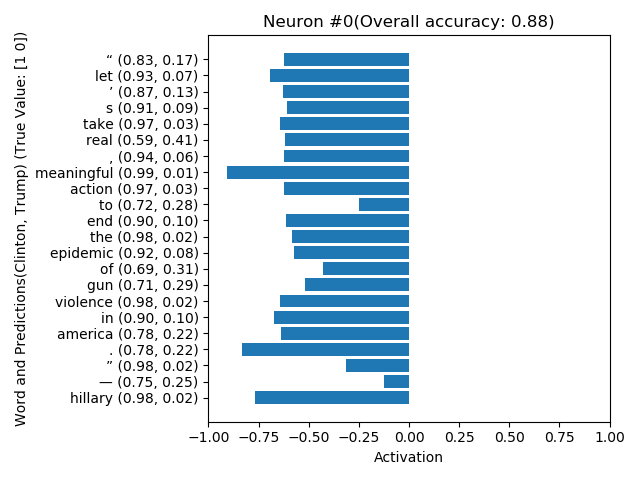 Neuron #0(Overall accuracy: 0.88)
Word and Predictions(Clinton, Trump) (True Value: [1 0])
“ (0.83, 0.17)
let (0.93, 0.07)
’ (0.87, 0.13)
s (0.91, 0.09)
take (0.97, 0.03)
real (0.59, 0.41)
, (0.94, 0.06)
meaningful (0.99, 0.01)
action (0.97, 0.03)
to (0.72, 0.28)
end (0.90, 0.10)
the (0.98, 0.02)
epidemic (0.92, 0.08)
of (0.69, 0.31)
gun (0.71, 0.29)
violence (0.98, 0.02)
in (0.90, 0.10)
america (0.78, 0.22)
. (0.78, 0.22)
” (0.98, 0.02)
— (0.75, 0.25)
hillary (0.98, 0.02)
−1.00 −0.75 −0.50 −0.25 0.00 0.25 0.50 0.75 1.00
Activation